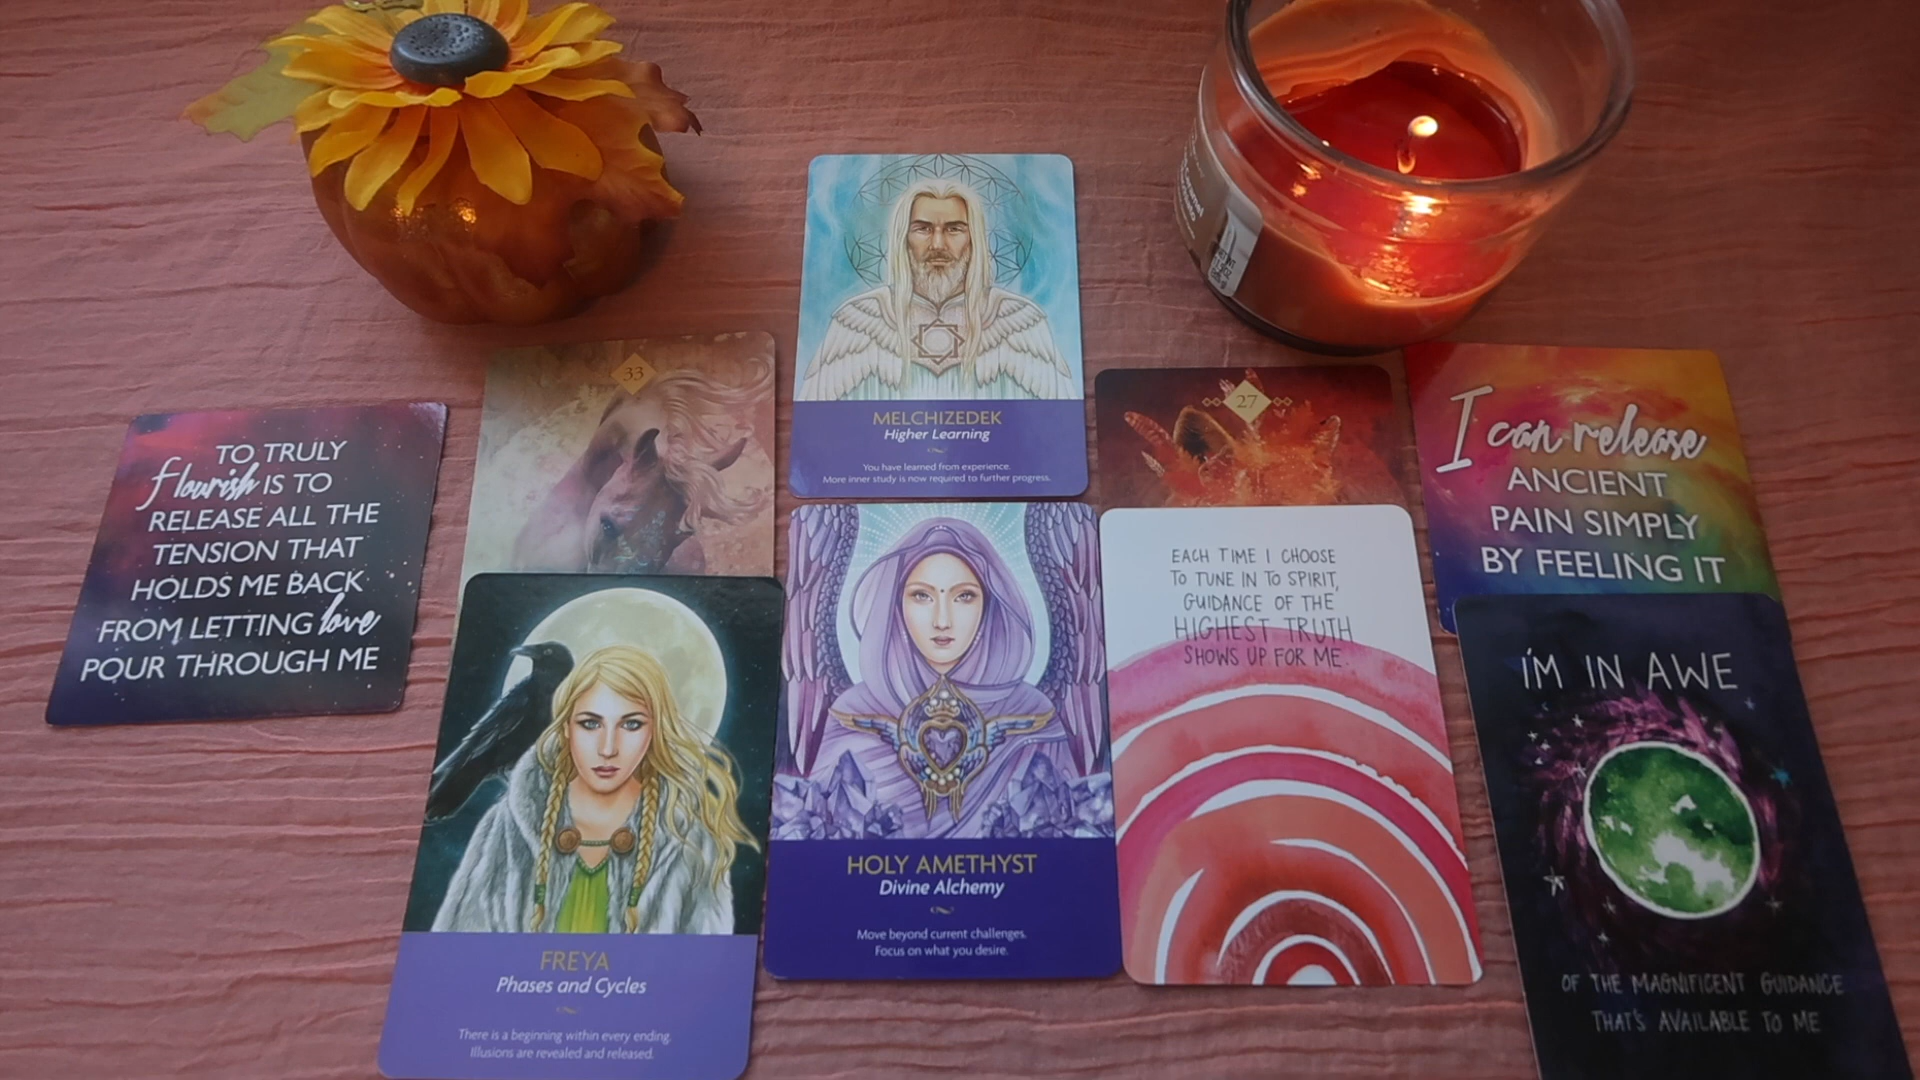 TO TRULY
flourish IS TO
RELEASE ALL THE
TENSION THAT
HOLDS ME BACK
FROM LETTING love
POUR THROUGH ME
33
FREYA
Phases and Cycles
There is a beginning within every ending.
Illusions are revealed and released.
MELCHIZEDEK
Higher Learning
You have learned from experience.
More inner study is now required to further progress.
HOLY AMETHYST
Divine Alchemy
Move beyond current challenges.
Focus on what you desire.
27
EACH TIME I CHOOSE
TO TUNE IN TO SPIRIT,
GUIDANCE OF THE
HIGHEST TRUTH
SHOWS UP FOR ME.
I can release
ANCIENT
PAIN SIMPLY
BY FEELING IT
I'M IN AWE
OF THE MAGNIFICENT GUIDANCE
THAT'S AVAILABLE TO ME